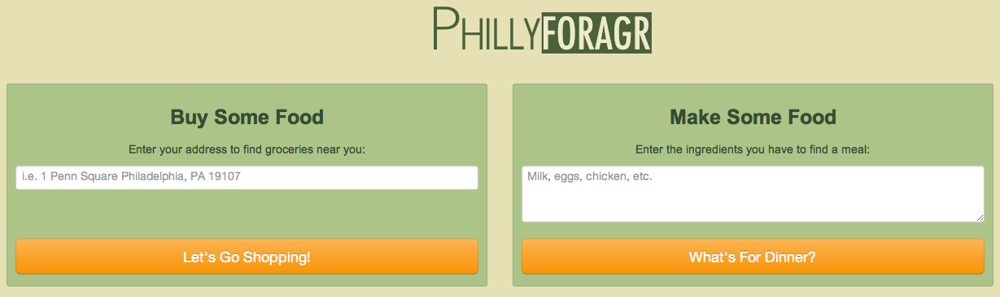 PHILLYFORAGR
Buy Some Food
Enter your address to find groceries near you:
i.e. 1 Penn Square Philadelphia, PA 19107
Let's Go Shopping!
Make Some Food
Enter the ingredients you have to find a meal:
Milk, eggs, chicken, etc.
What's For Dinner?